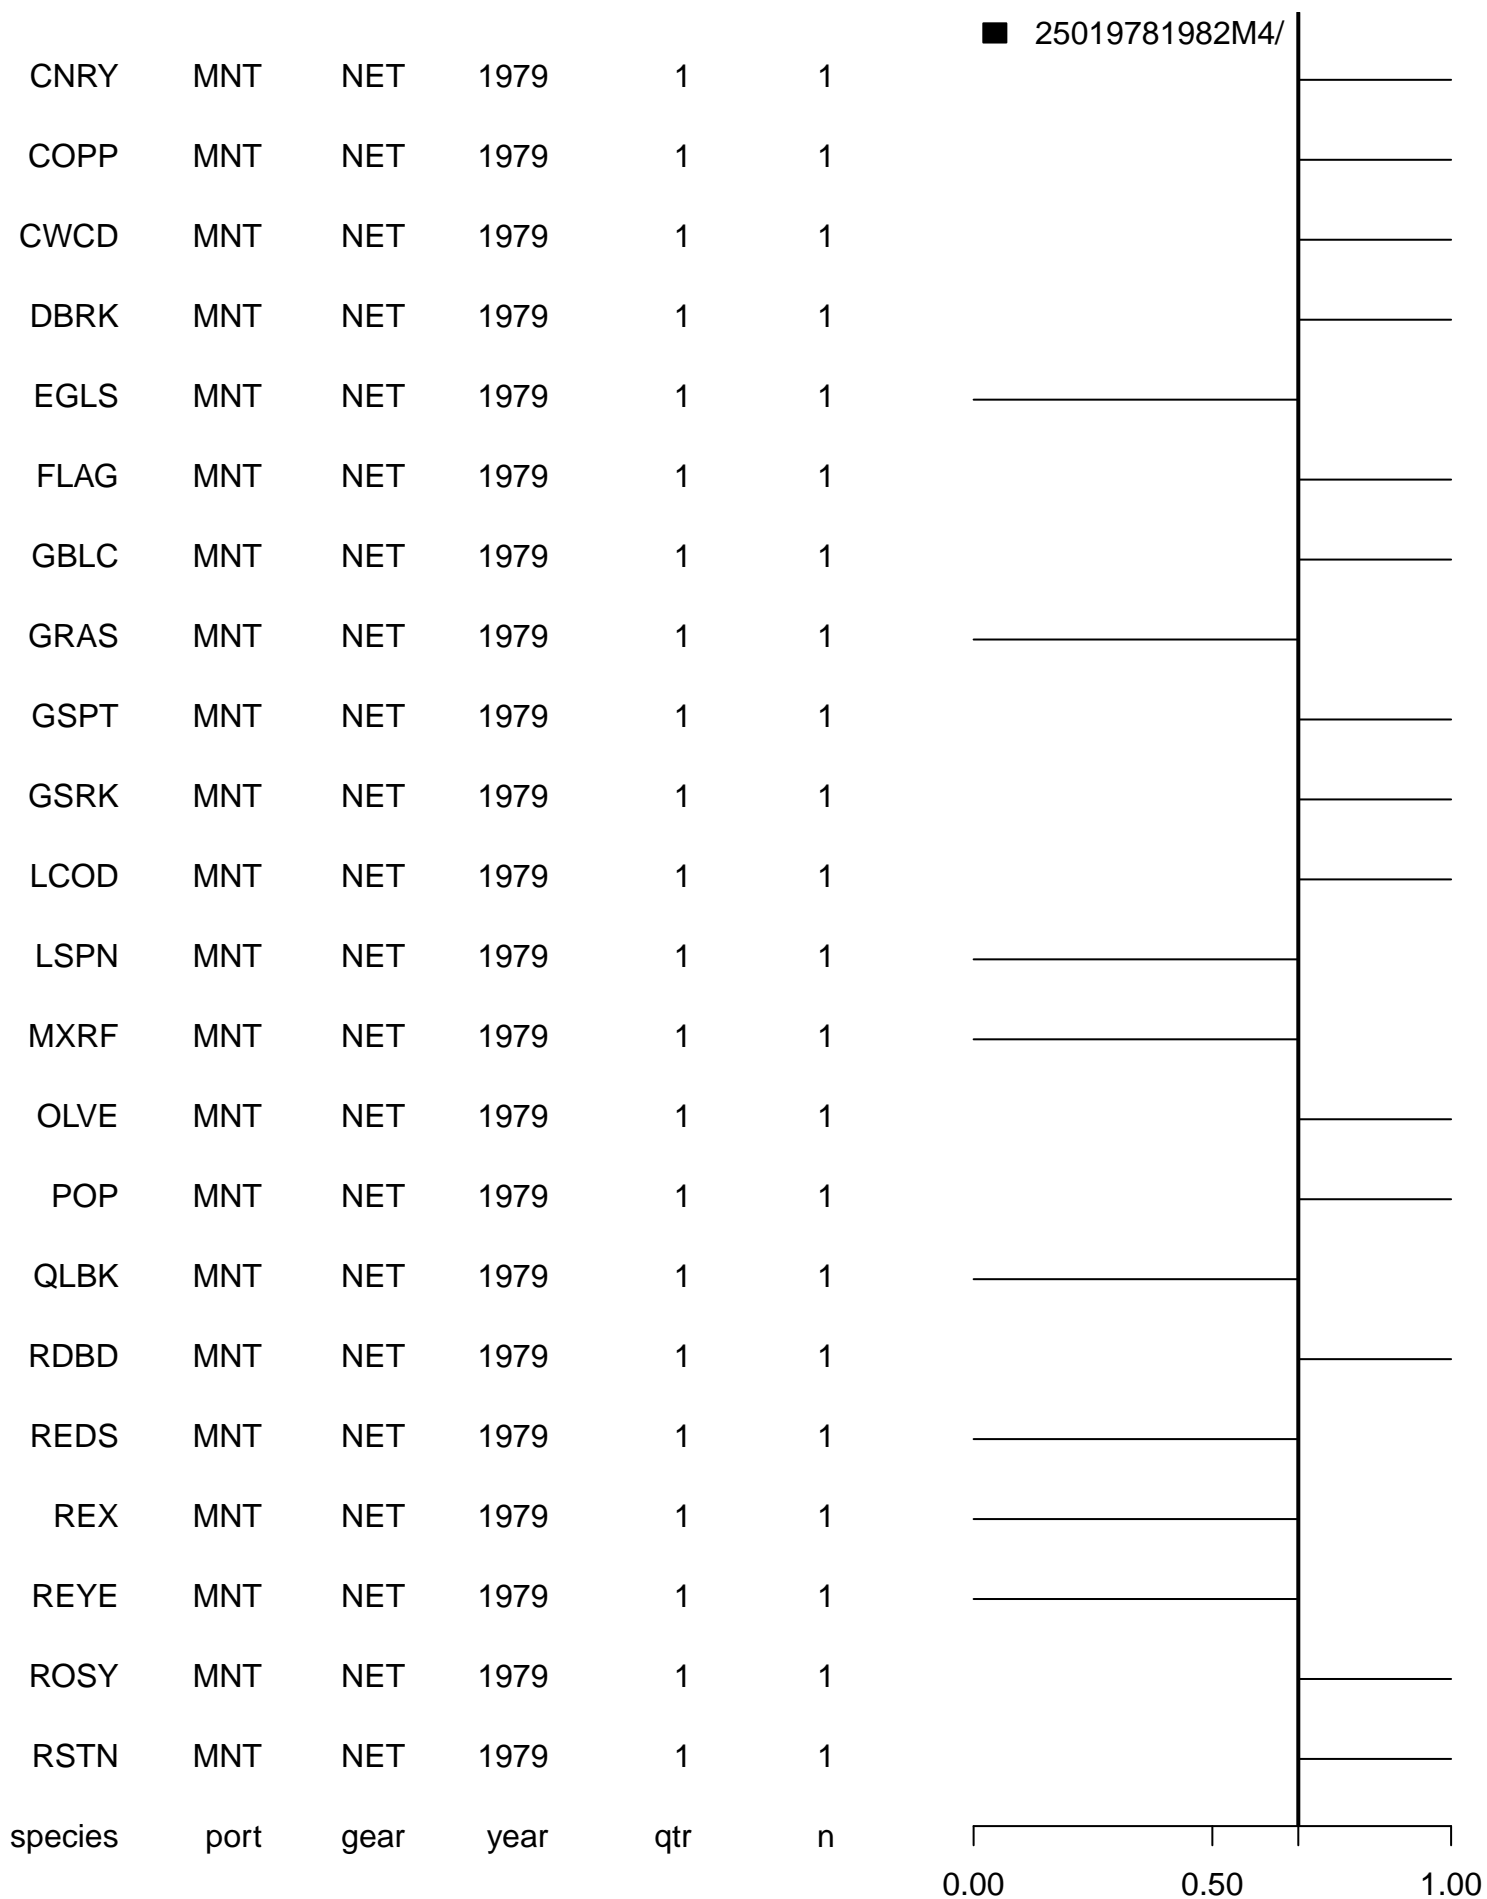 25019781982M4/
CNRY MNT NET 1979 1 1
COPP MNT NET 1979 1 1
CWCD MNT NET 1979 1 1
DBRK MNT NET 1979 1 1
EGLS MNT NET 1979 1 1
FLAG MNT NET 1979 1 1
GBLC MNT NET 1979 1 1
GRAS MNT NET 1979 1 1
GSPT MNT NET 1979 1 1
GSRK MNT NET 1979 1 1
LCOD MNT NET 1979 1 1
LSPN MNT NET 1979 1 1
MXRF MNT NET 1979 1 1
OLVE MNT NET 1979 1 1
POP MNT NET 1979 1 1
QLBK MNT NET 1979 1 1
RDBD MNT NET 1979 1 1
REDS MNT NET 1979 1 1
REX MNT NET 1979 1 1
REYE MNT NET 1979 1 1
ROSY MNT NET 1979 1 1
RSTN MNT NET 1979 1 1
species port gear year qtr n
0.00 0.50 1.00